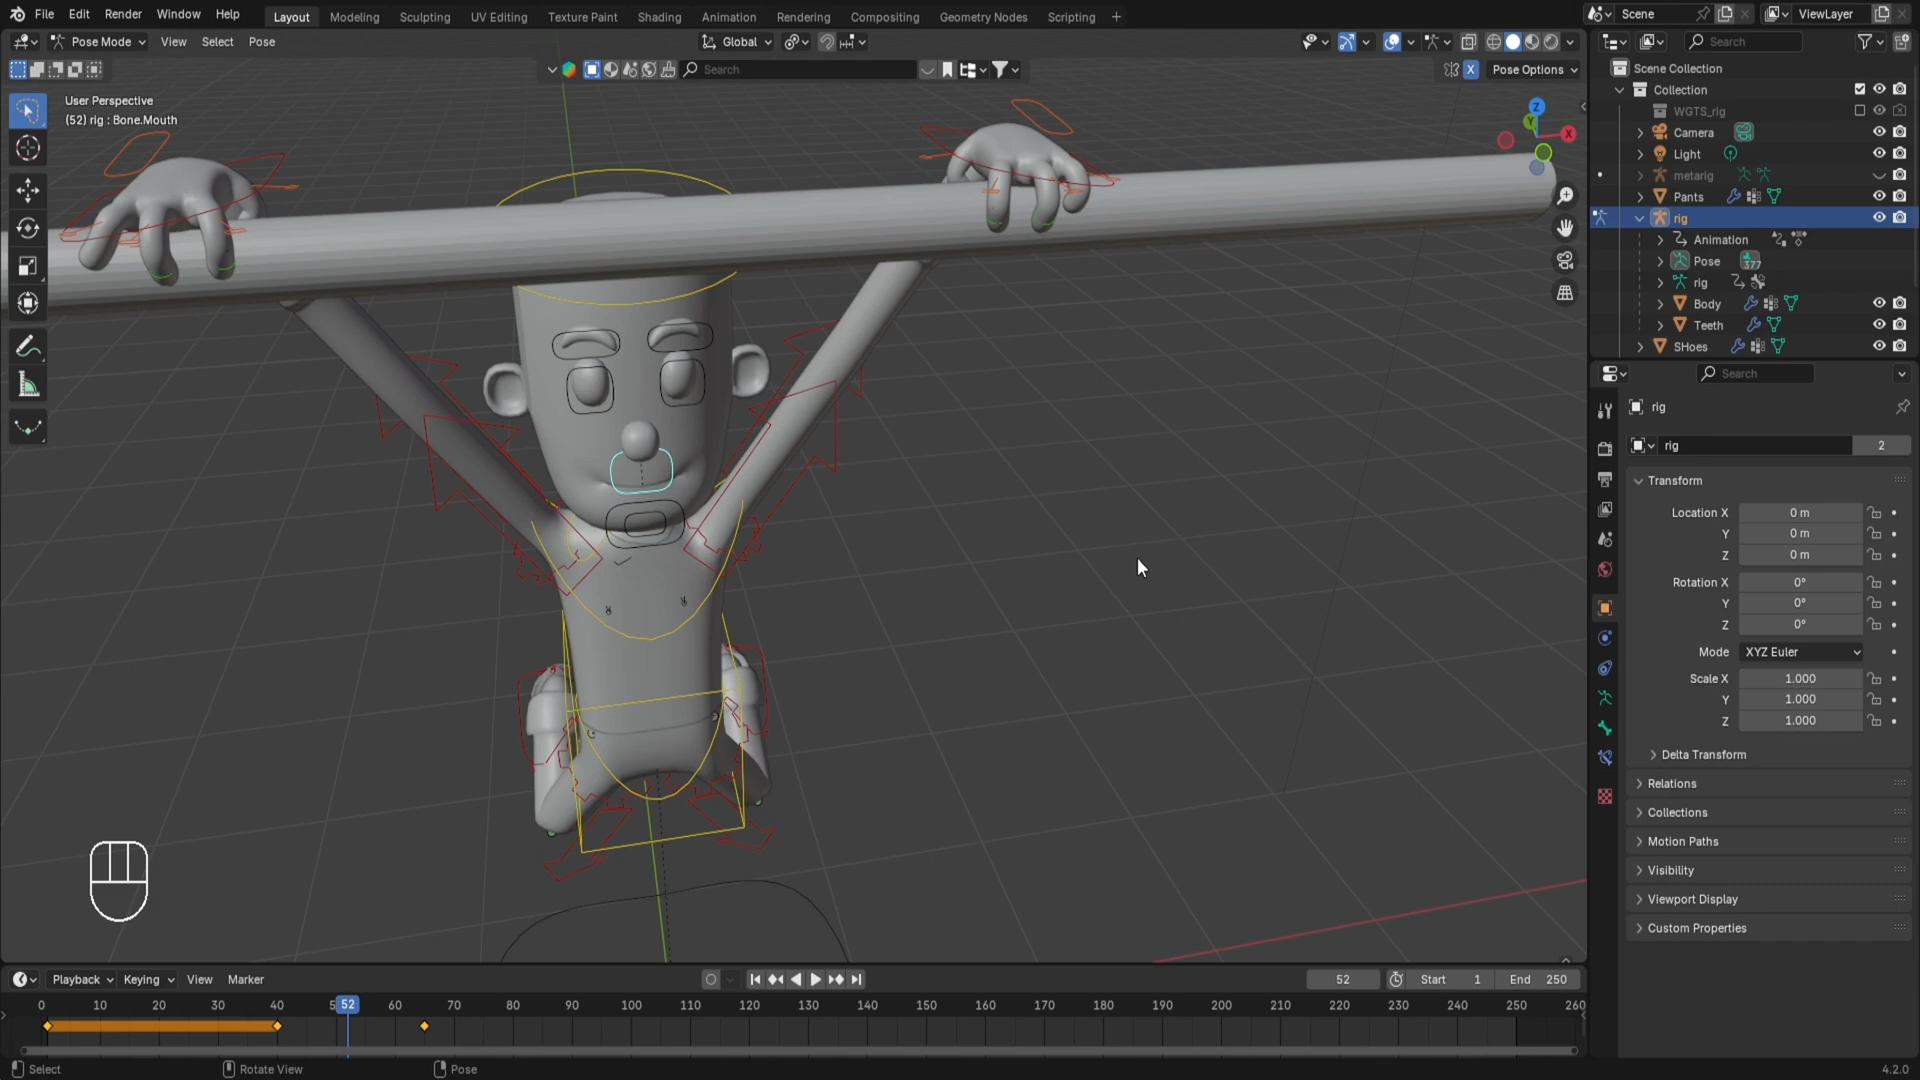 File Edit Render Window Help Layout Modeling Sculpting UV Editing Texture Paint Shading Animation Rendering Compositing Geometry Nodes Scripting + Scene ViewLayer
Pose Mode View Select Pose Global Search
Search Pose Options
User Perspective
(52) rig : Bone.Mouth
Z
Y
X
Scene Collection
Collection
WGTS_rig
Camera
Light
metarig
Pants
rig
Animation
Pose 377
rig
Body
Teeth
SHoes
Search
rig
rig 2
Transform
Location X 0 m
Y 0 m
Z 0 m
Rotation X 0°
Y 0°
Z 0°
Mode XYZ Euler
Scale X 1.000
Y 1.000
Z 1.000
Delta Transform
Relations
Collections
Motion Paths
Visibility
Viewport Display
Custom Properties
Playback Keying View Marker 52 Start 1 End 250
0 10 20 30 40 52 60 70 80 90 100 110 120 130 140 150 160 170 180 190 200 210 220 230 240 250 260
Select Rotate View Pose 4.2.0